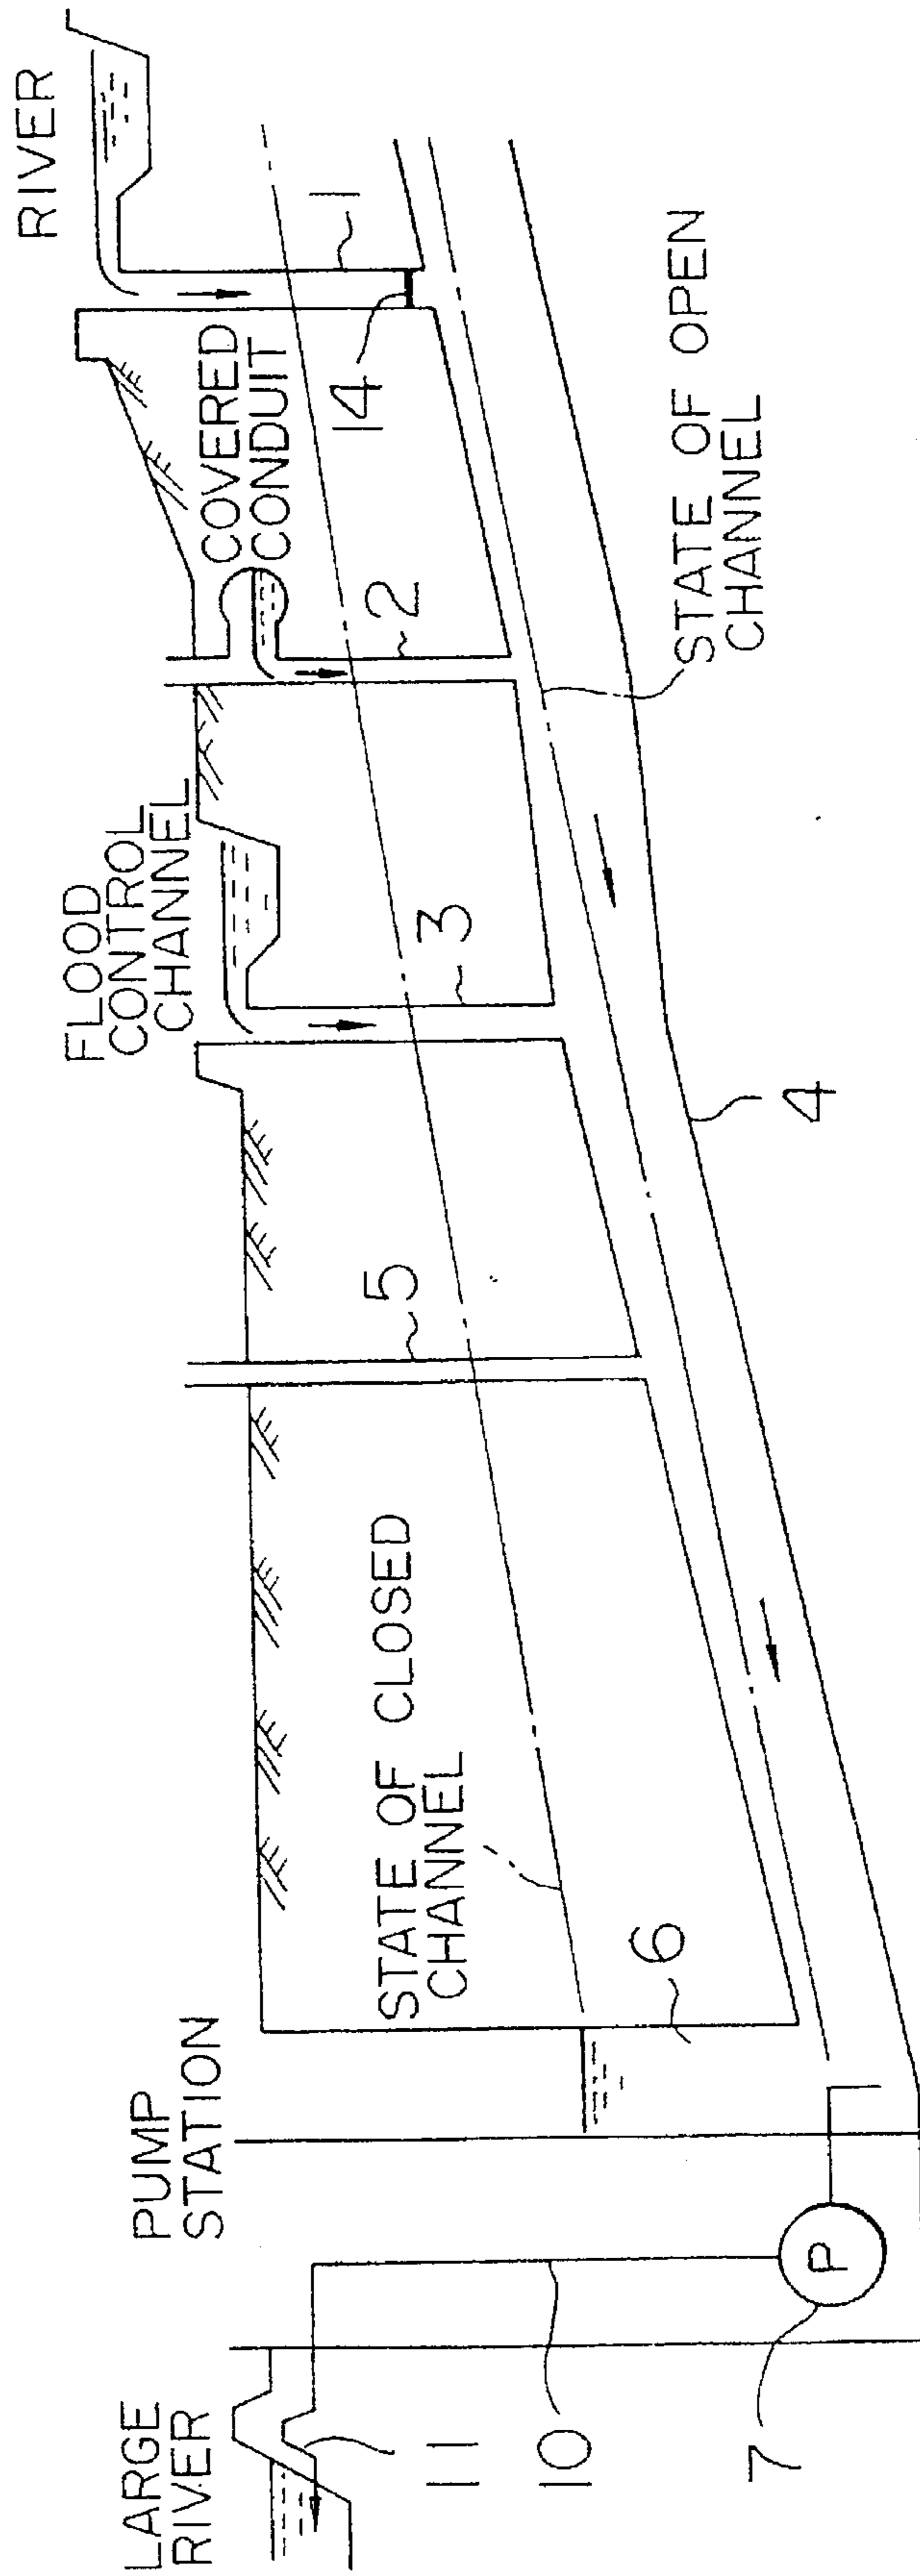 LARGE
RIVER
PUMP
STATION
FLOOD
CONTROL
CHANNEL
COVERED
CONDUIT
RIVER
STATE OF CLOSED
CHANNEL
STATE OF OPEN
CHANNEL
1
2
3
4
5
6
7
P
10
11
14